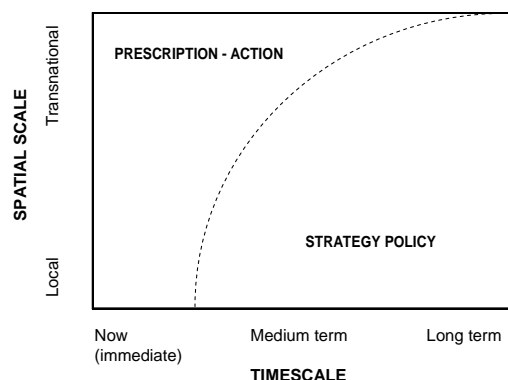 PRESCRIPTION - ACTION
STRATEGY POLICY
SPATIAL SCALE
Transnational
Local
Now
(immediate)
Medium term
Long term
TIMESCALE